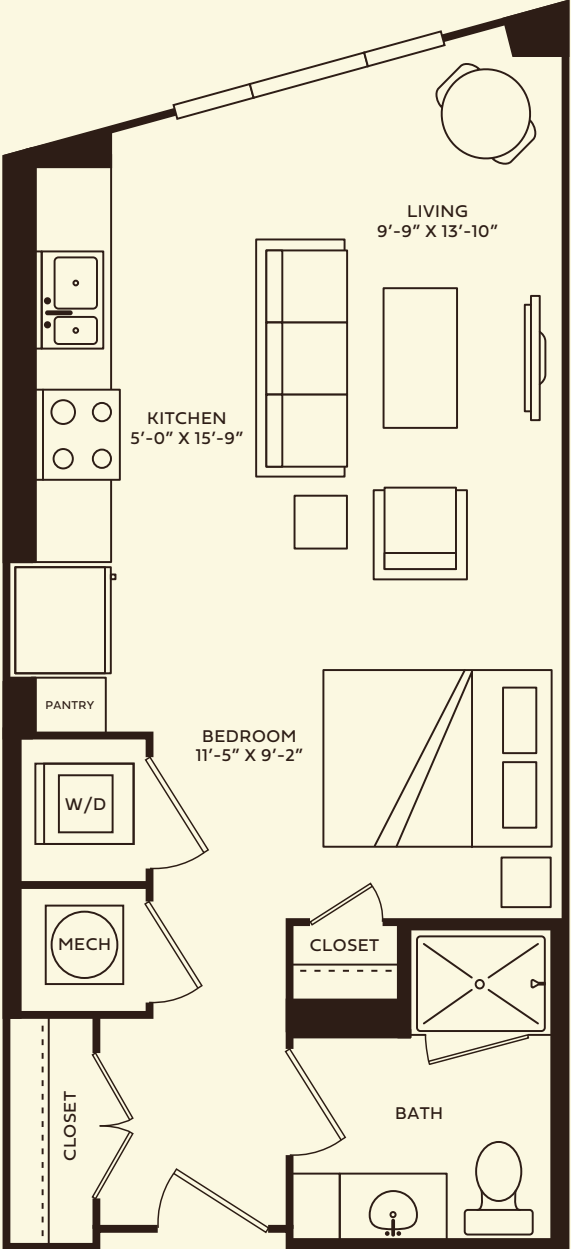 LIVING
9’-9” X 13’-10”
KITCHEN
5’-0” X 15’-9”
PANTRY
BEDROOM
11’-5” X 9’-2”
W/D
MECH
CLOSET
CLOSET
BATH